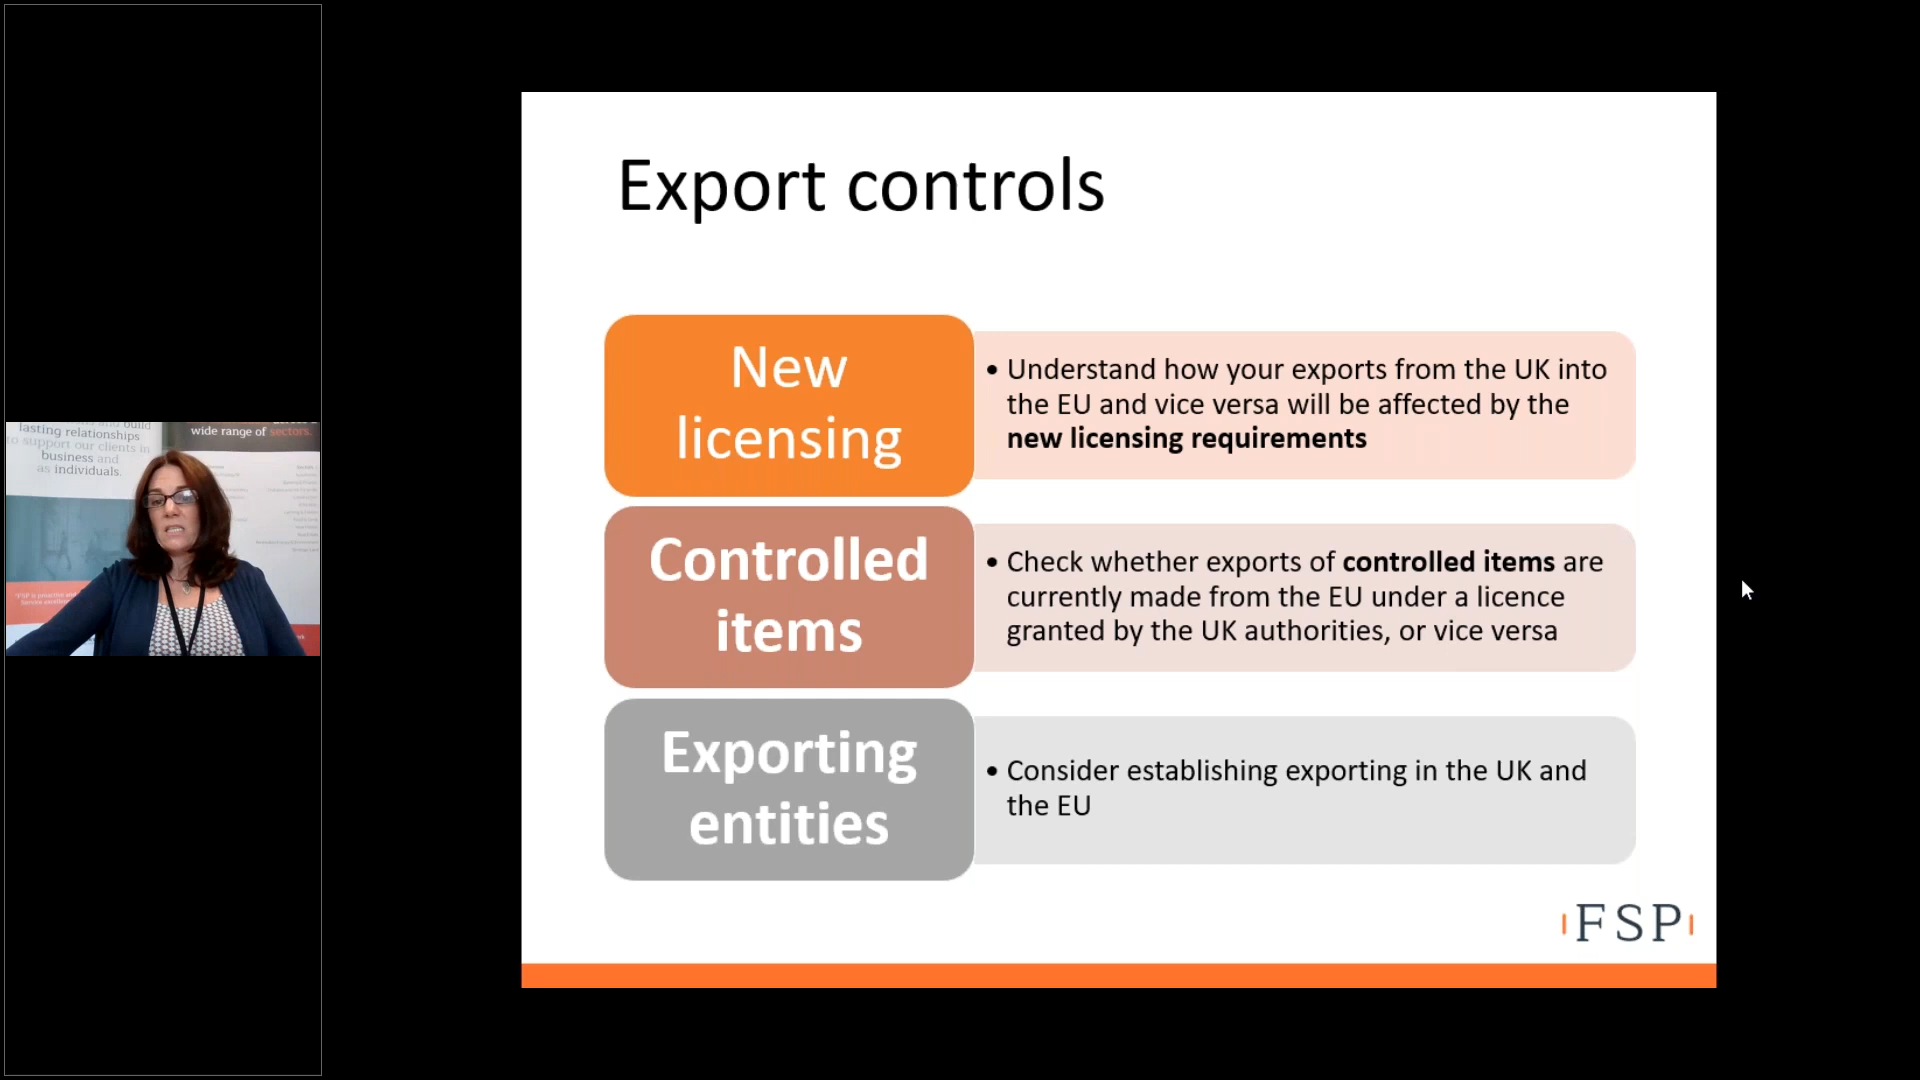 and build
lasting relationships
to support our clients in
business and
as individuals.
wide range of sectors.
Export controls
New
licensing
• Understand how your exports from the UK into
the EU and vice versa will be affected by the
new licensing requirements
Controlled
items
• Check whether exports of controlled items are
currently made from the EU under a licence
granted by the UK authorities, or vice versa
Exporting
entities
• Consider establishing exporting in the UK and
the EU
FSP